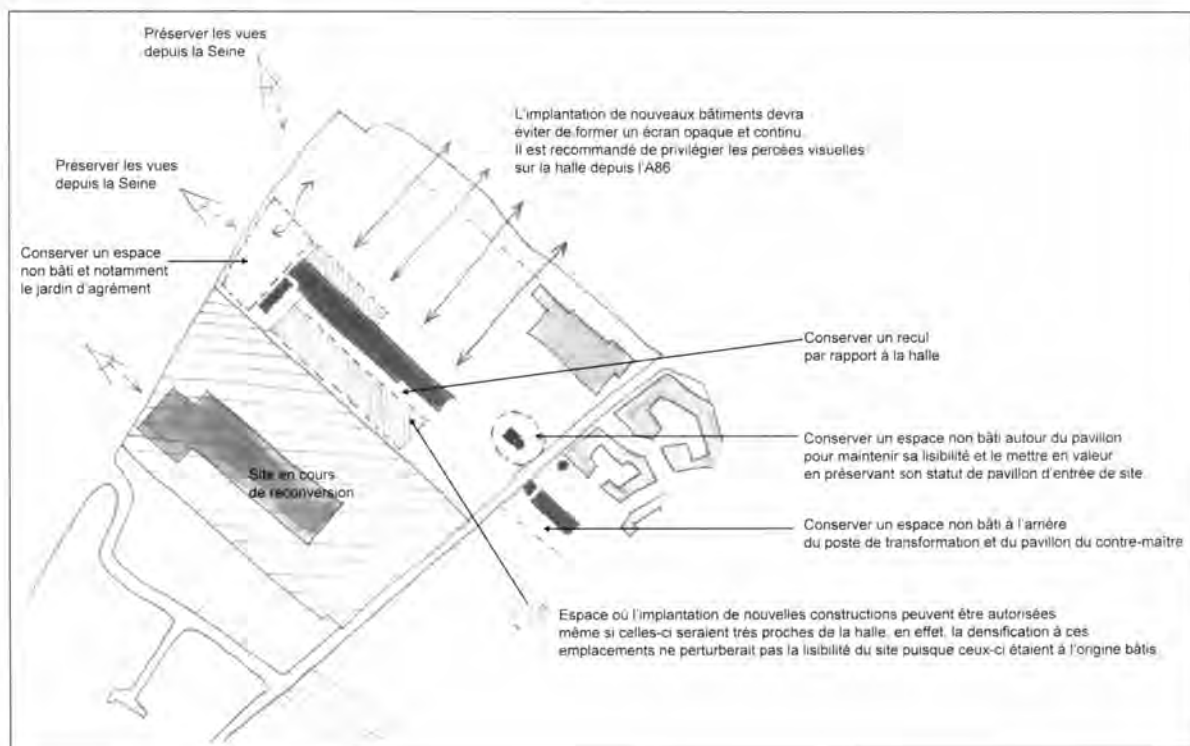 Préserver les vues
depuis la Seine
L'implantation de nouveaux bâtiments devra
éviter de former un écran opaque et continu.
Il est recommandé de privilégier les percées visuelles
sur la halle depuis l'A86
Préserver les vues
depuis la Seine
Conserver un espace
non bâti et notamment
le jardin d'agrément
Conserver un recul
par rapport à la halle
Conserver un espace non bâti autour du pavillon
pour maintenir sa lisibilité et le mettre en valeur
en préservant son statut de pavillon d'entrée de site.
Site en cours
de reconversion
Conserver un espace non bâti à l'arrière
du poste de transformation et du pavillon du contre-maître
Espace où l'implantation de nouvelles constructions peuvent être autorisées
même si celles-ci seraient très proches de la halle, en effet, la densification à ces
emplacements ne perturberait pas la lisibilité du site puisque ceux-ci étaient à l'origine bâtis.